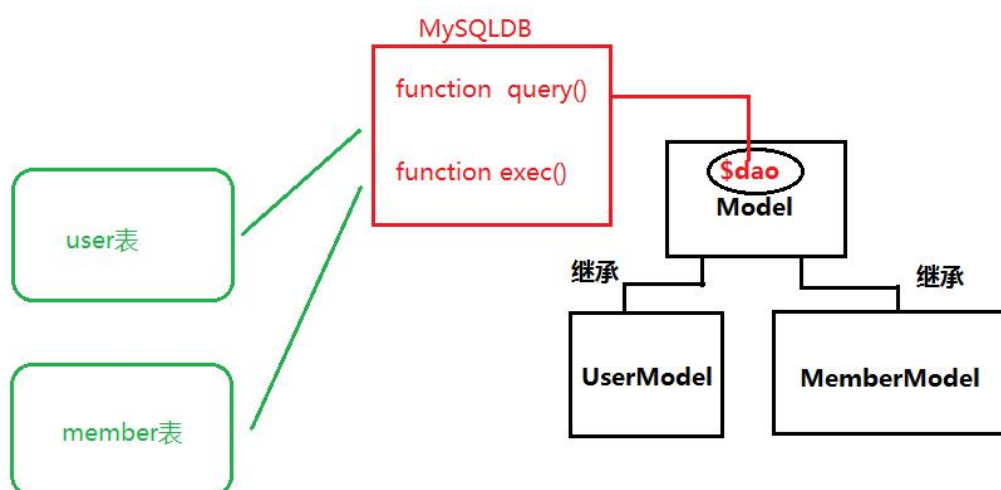 MySQLDB
function query()
function exec()
user表
member表
$dao
Model
继承
继承
UserModel
MemberModel